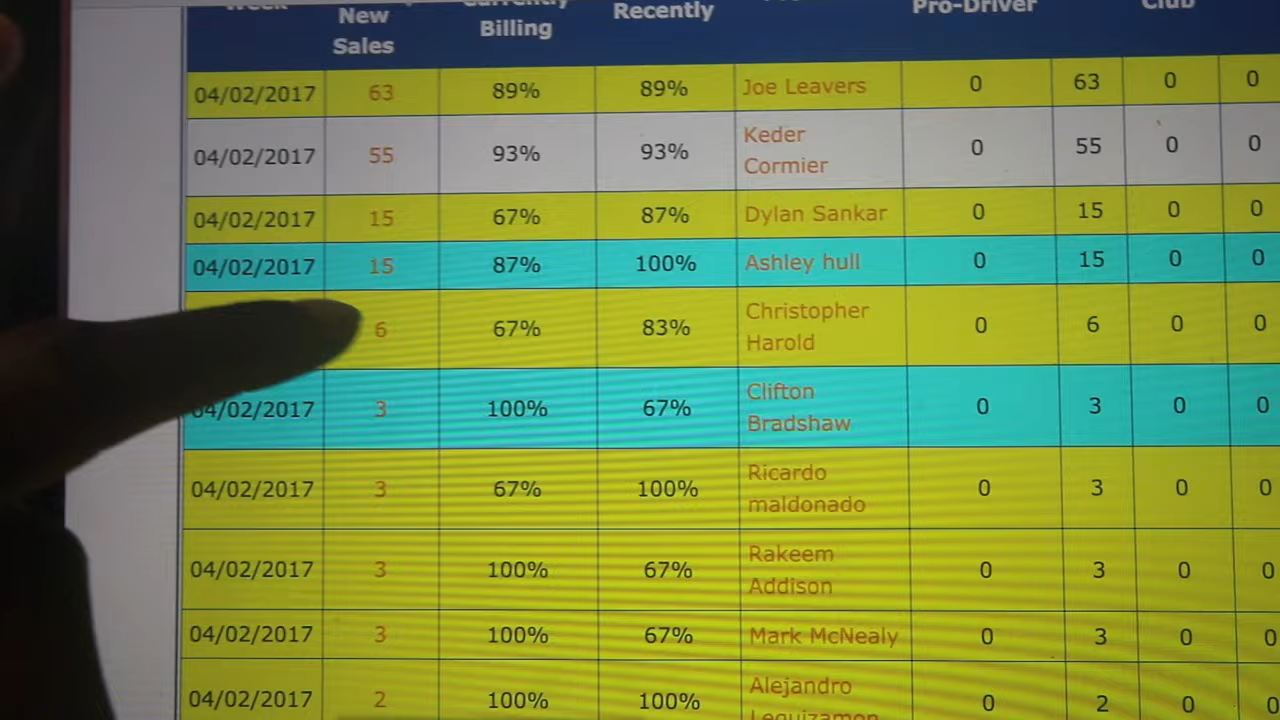 Week New Sales Currently Billing Recently Pro-Driver Club
04/02/2017 63 89% 89% Joe Leavers 0 63 0 0
04/02/2017 55 93% 93% Keder Cormier 0 55 0 0
04/02/2017 15 67% 87% Dylan Sankar 0 15 0 0
04/02/2017 15 87% 100% Ashley hull 0 15 0 0
6 67% 83% Christopher Harold 0 6 0 0
04/02/2017 3 100% 67% Clifton Bradshaw 0 3 0 0
04/02/2017 3 67% 100% Ricardo maldonado 0 3 0 0
04/02/2017 3 100% 67% Rakeem Addison 0 3 0 0
04/02/2017 3 100% 67% Mark McNealy 0 3 0 0
04/02/2017 2 100% 100% Alejandro Leguizamon 0 2 0 0